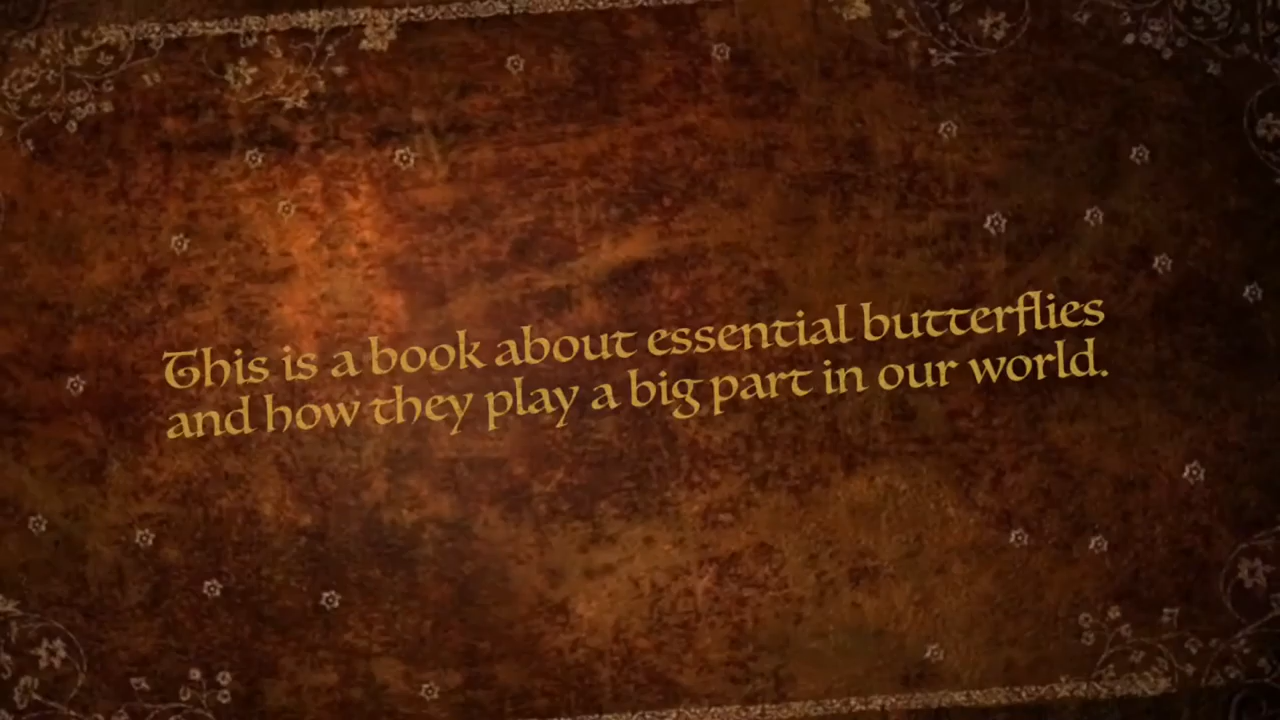 This is a book about essential butterflies
and how they play a big part in our world.